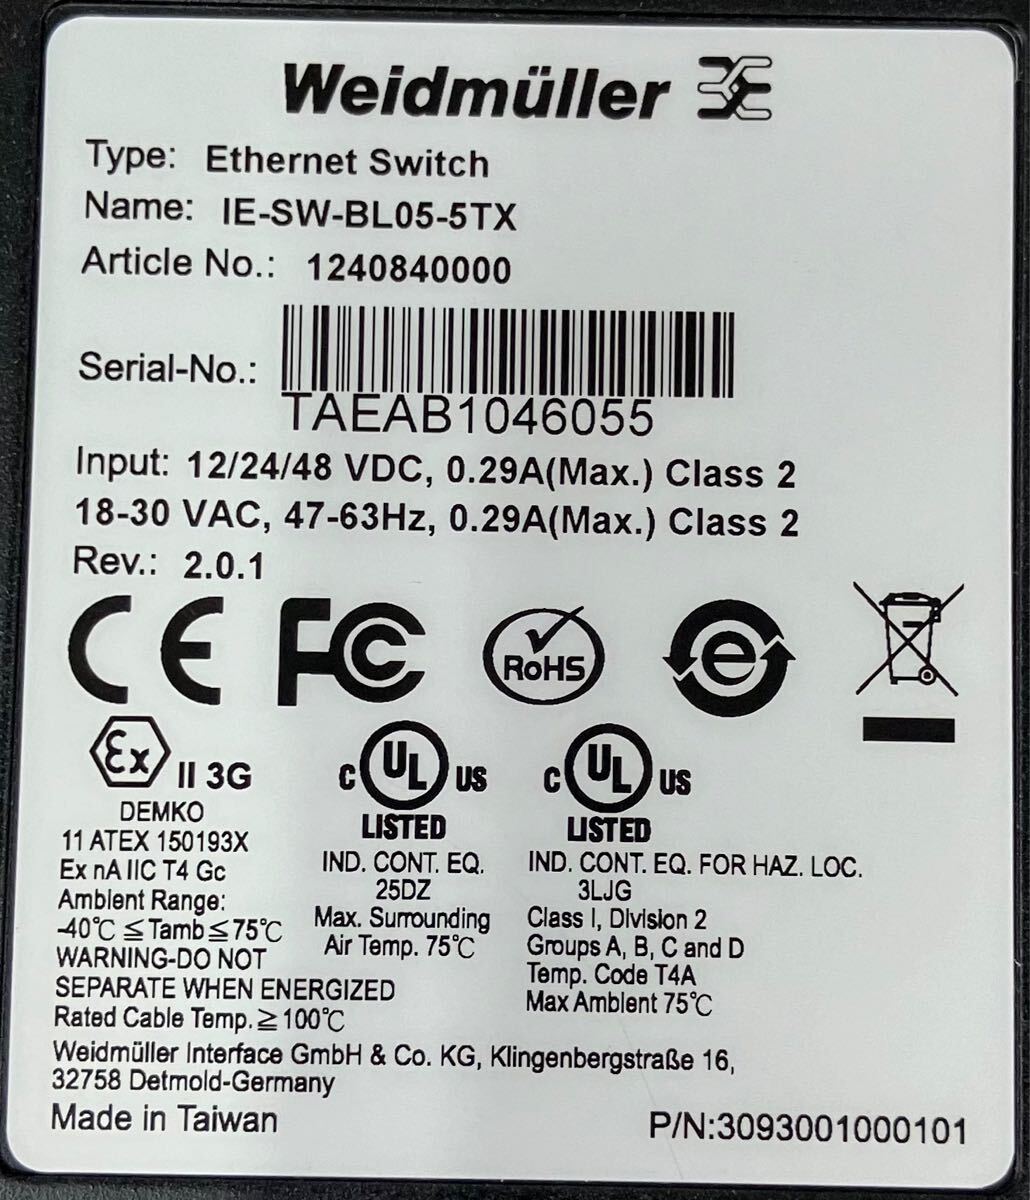 Weidmüller
Type: Ethernet Switch
Name: IE-SW-BL05-5TX
Article No.: 1240840000
Serial-No.:
TAEAB1046055
Input: 12/24/48 VDC, 0.29A(Max.) Class 2
18-30 VAC, 47-63Hz, 0.29A(Max.) Class 2
Rev.: 2.0.1
CE FC RoHS e
Ex II 3G
DEMKO
11 ATEX 150193X
Ex nA IIC T4 Gc
Ambient Range:
-40℃ ≦ Tamb ≦ 75℃
WARNING-DO NOT
SEPARATE WHEN ENERGIZED
Rated Cable Temp. ≧ 100℃
C UL US
LISTED
IND. CONT. EQ.
25DZ
Max. Surrounding
Air Temp. 75℃
C UL US
LISTED
IND. CONT. EQ. FOR HAZ. LOC.
3LJG
Class I, Division 2
Groups A, B, C and D
Temp. Code T4A
Max Ambient 75℃
Weidmüller Interface GmbH & Co. KG, Klingenbergstraße 16,
32758 Detmold-Germany
Made in Taiwan
P/N:3093001000101